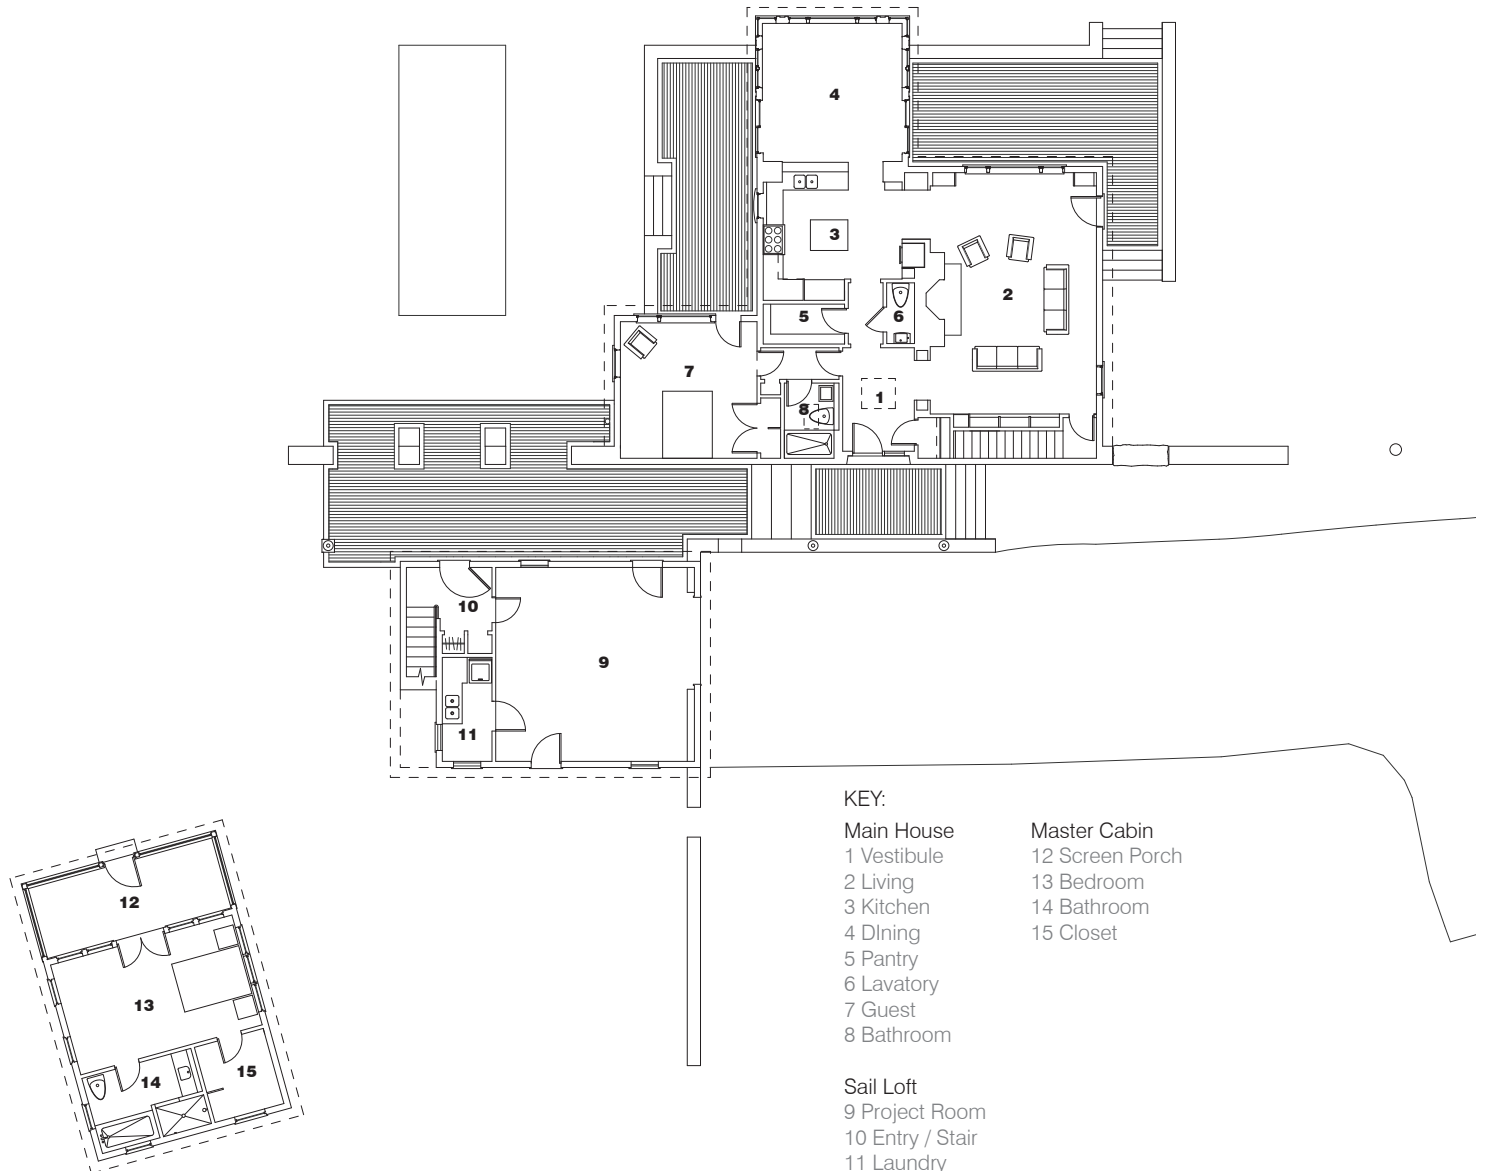 4
3
2
5
6
7
1
8
10
9
11
KEY:
Main House
1 Vestibule
2 Living
3 Kitchen
4 DIning
5 Pantry
6 Lavatory
7 Guest
8 Bathroom
Sail Loft
9 Project Room
10 Entry / Stair
11 Laundry
Master Cabin
12 Screen Porch
13 Bedroom
14 Bathroom
15 Closet
12
13
14
15